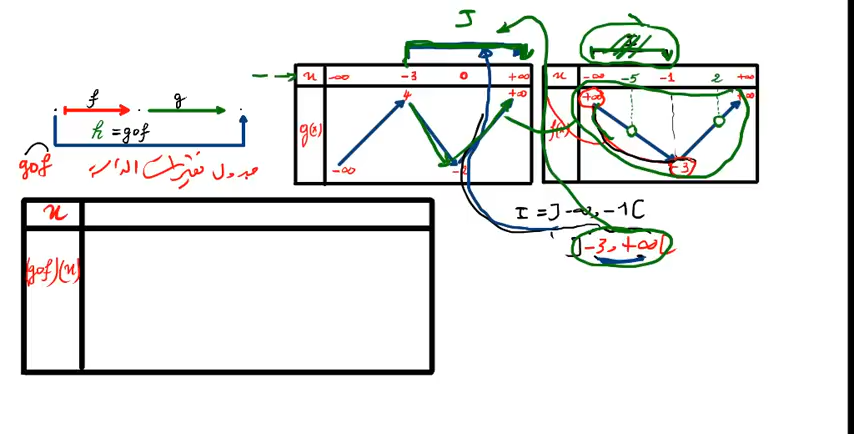 J
x -∞ -3 0 +∞
g(x) -∞ 4 -2 +∞
x -∞ -5 -1 2 +∞
f(x) +∞ -3 +∞
f g
h = gof
gof جدول تغيرات الدالة
I = ]-∞, -1[
]-3, +∞[
x
(gof)(x)